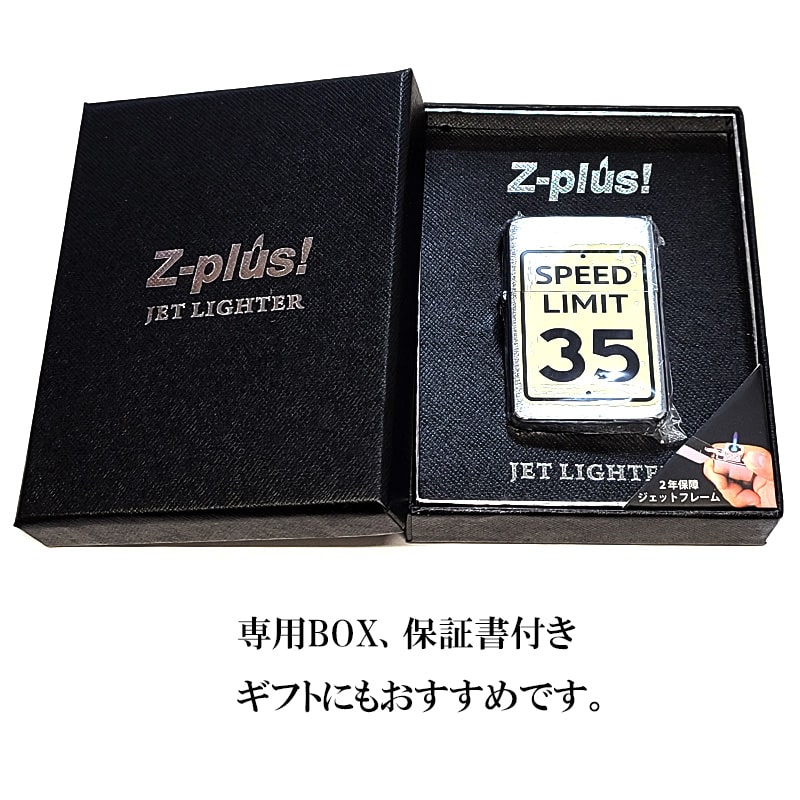 Z-plus!
JET LIGHTER
Z-plus!
SPEED
LIMIT
35
JET LIGHTE
2年保障
ジェットフレーム
専用BOX、保証書付き
ギフトにもおすすめです。